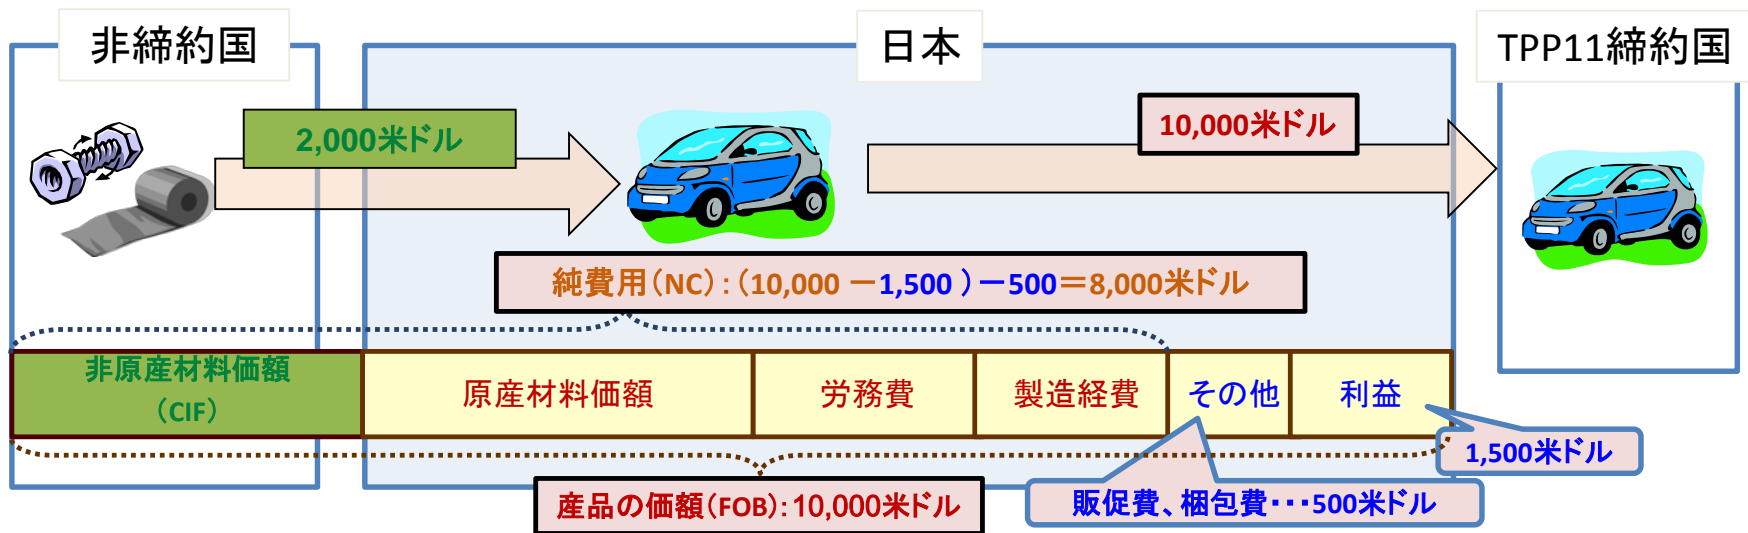 非締約国
日本
TPP11締約国
2,000米ドル
10,000米ドル
純費用(NC):(10,000 －1,500 )－500＝8,000米ドル
非原産材料価額
(CIF)
原産材料価額
労務費
製造経費
その他
利益
1,500米ドル
産品の価額(FOB):10,000米ドル
販促費、梱包費･･･500米ドル